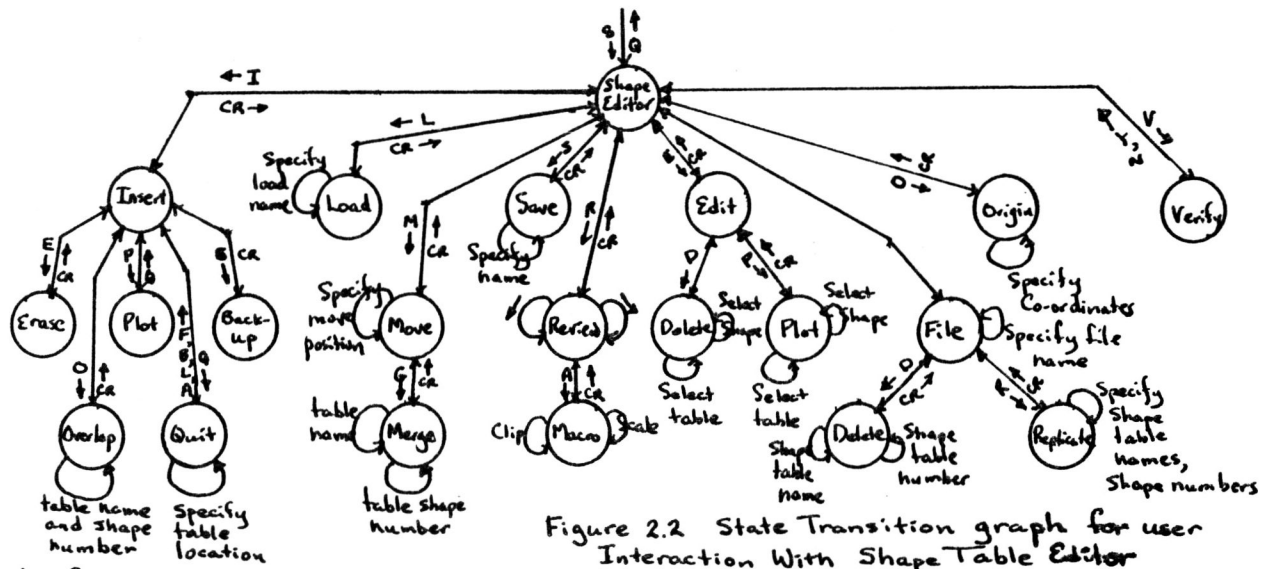 S
Q
← I
CR →
Shape
Editor
← L
CR →
V →
Y, N
← CR
O →
Specify
load
name
Load
Insert
M
CR
S
CR →
Save
Specify
name
R
CR
E
CR
Edit
Origin
Verify
Specify
Co-ordinates
E
CR
P
Q
B
CR
Erase
Plot
Back-
up
O
CR
F,
B,
L,
A
Q
Specify
move
position
Move
Review
D
P
CR
Delete
Select
Shape
Select
table
Plot
Select
Shape
Select
table
File
Specify file
name
G
CR
A
CR
D
CR
R
CR
Overlap
Quit
table
name
Merge
Clip
Macro
Scale
Delete
Shape
table
name
Shape
table
number
Replicate
Specify
Shape
table
names,
Shape numbers
table name
and shape
number
Specify
table
location
table shape
number
Figure 2.2 State Transition graph for user
Interaction With Shape Table Editor